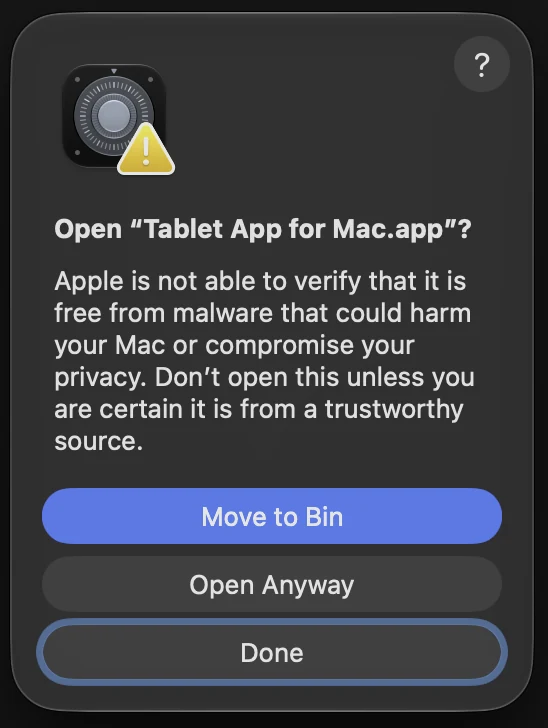 ?
Open “Tablet App for Mac.app”?
Apple is not able to verify that it is
free from malware that could harm
your Mac or compromise your
privacy. Don’t open this unless you
are certain it is from a trustworthy
source.
Move to Bin
Open Anyway
Done